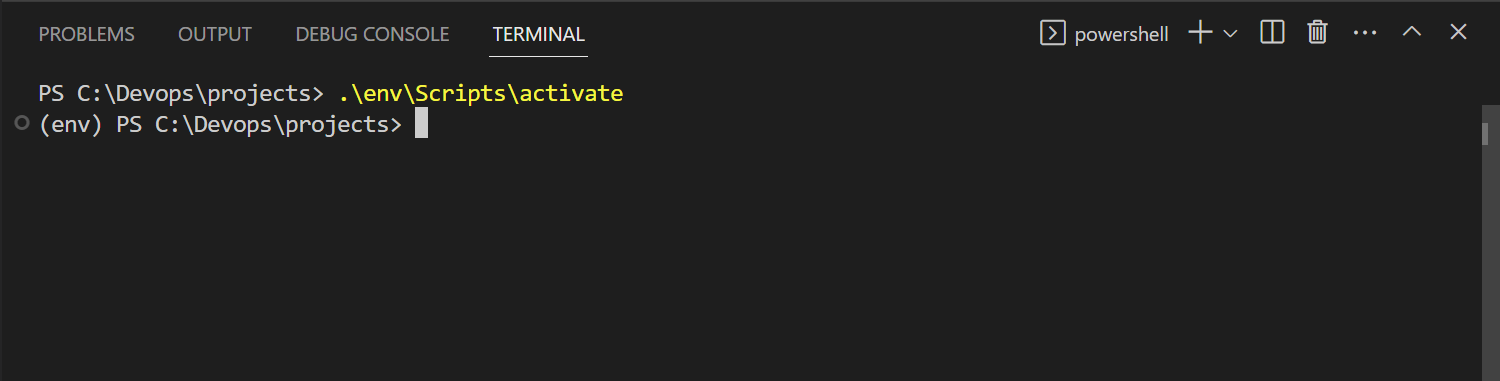 PROBLEMS OUTPUT DEBUG CONSOLE TERMINAL powershell
PS C:\Devops\projects> .\env\Scripts\activate
(env) PS C:\Devops\projects>